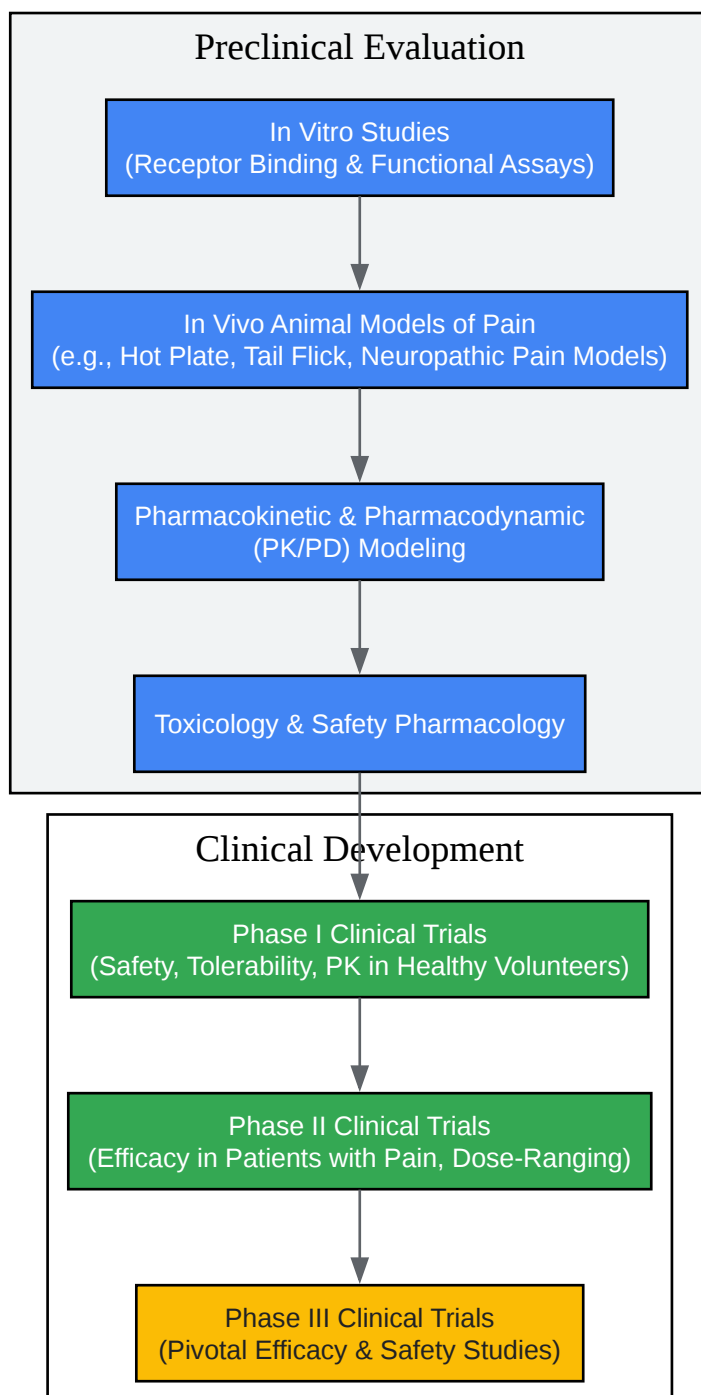 Preclinical Evaluation
In Vitro Studies
(Receptor Binding & Functional Assays)
In Vivo Animal Models of Pain
(e.g., Hot Plate, Tail Flick, Neuropathic Pain Models)
Pharmacokinetic & Pharmacodynamic
(PK/PD) Modeling
Toxicology & Safety Pharmacology
Clinical Development
Phase I Clinical Trials
(Safety, Tolerability, PK in Healthy Volunteers)
Phase II Clinical Trials
(Efficacy in Patients with Pain, Dose-Ranging)
Phase III Clinical Trials
(Pivotal Efficacy & Safety Studies)